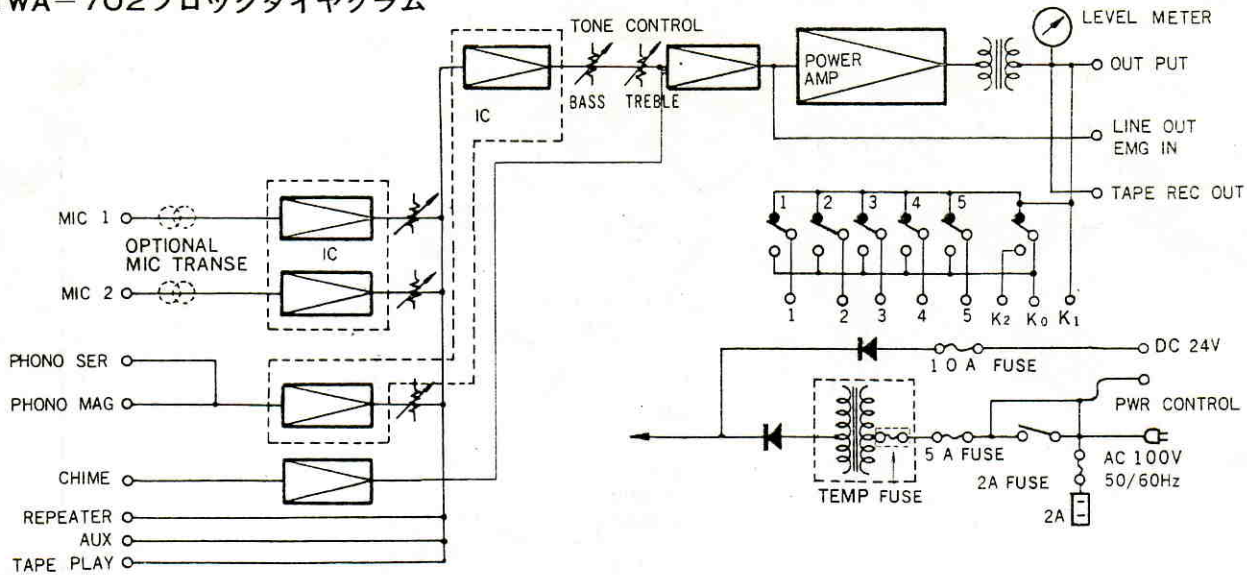 WA-702ブロックダイヤグラム
TONE CONTROL
LEVEL METER
IC
BASS
TREBLE
POWER
AMP
OUT PUT
LINE OUT
EMG IN
TAPE REC OUT
MIC 1
OPTIONAL
MIC TRANSE
IC
MIC 2
1 2 3 4 5
1 2 3 4 5 K2 K0 K1
PHONO SER
PHONO MAG
CHIME
REPEATER
AUX
TAPE PLAY
10A FUSE
DC 24V
PWR CONTROL
5A FUSE
TEMP FUSE
2A FUSE
AC 100V
50/60Hz
2A